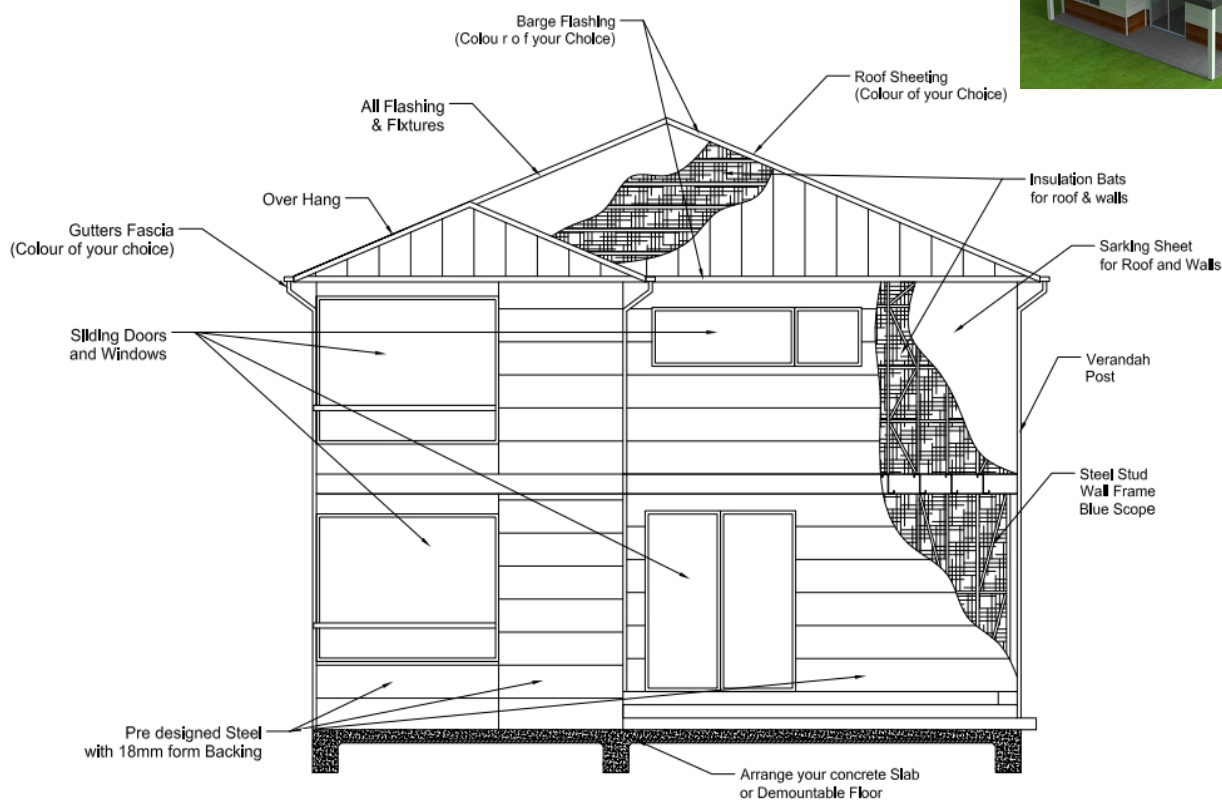 Barge Flashing
(Colou r o f your Choice)
Roof Sheeting
(Colour of your Choice)
All Flashing
& Fixtures
Over Hang
Insulation Bats
for roof & walls
Gutters Fascia
(Colour of your choice)
Sarking Sheet
for Roof and Walls
Sliding Doors
and Windows
Verandah
Post
Steel Stud
Wall Frame
Blue Scope
Pre designed Steel
with 18mm form Backing
Arrange your concrete Slab
or Demountable Floor